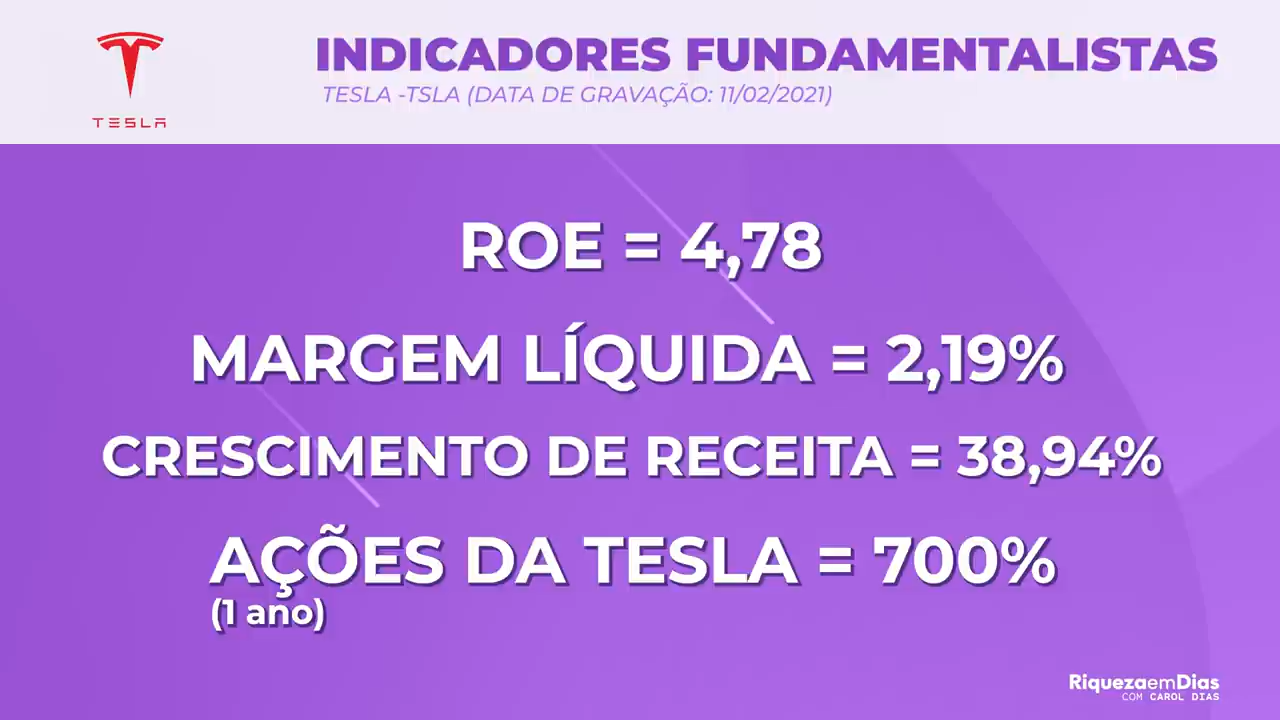 TESLA
INDICADORES FUNDAMENTALISTAS
TESLA -TSLA (DATA DE GRAVAÇÃO: 11/02/2021)
ROE = 4,78
MARGEM LÍQUIDA = 2,19%
CRESCIMENTO DE RECEITA = 38,94%
AÇÕES DA TESLA = 700%
(1 ano)
RiquezaemDias
COM CAROL DIAS